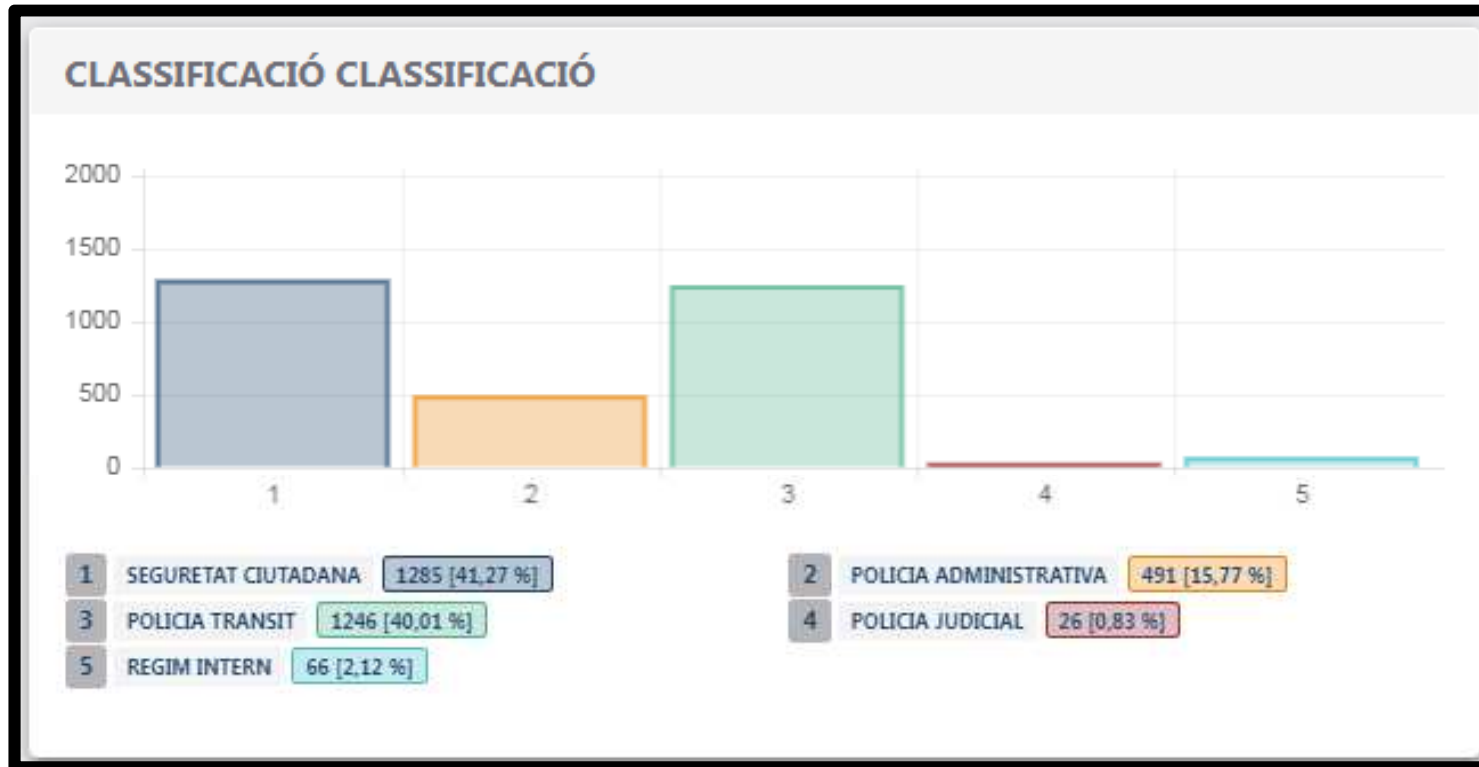 CLASSIFICACIÓ CLASSIFICACIÓ
2000
1500
1000
500
0
1 2 3 4 5
1 SEGURETAT CIUTADANA 1285 [41,27 %]
2 POLICIA ADMINISTRATIVA 491 [15,77 %]
3 POLICIA TRANSIT 1246 [40,01 %]
4 POLICIA JUDICIAL 26 [0,83 %]
5 REGIM INTERN 66 [2,12 %]